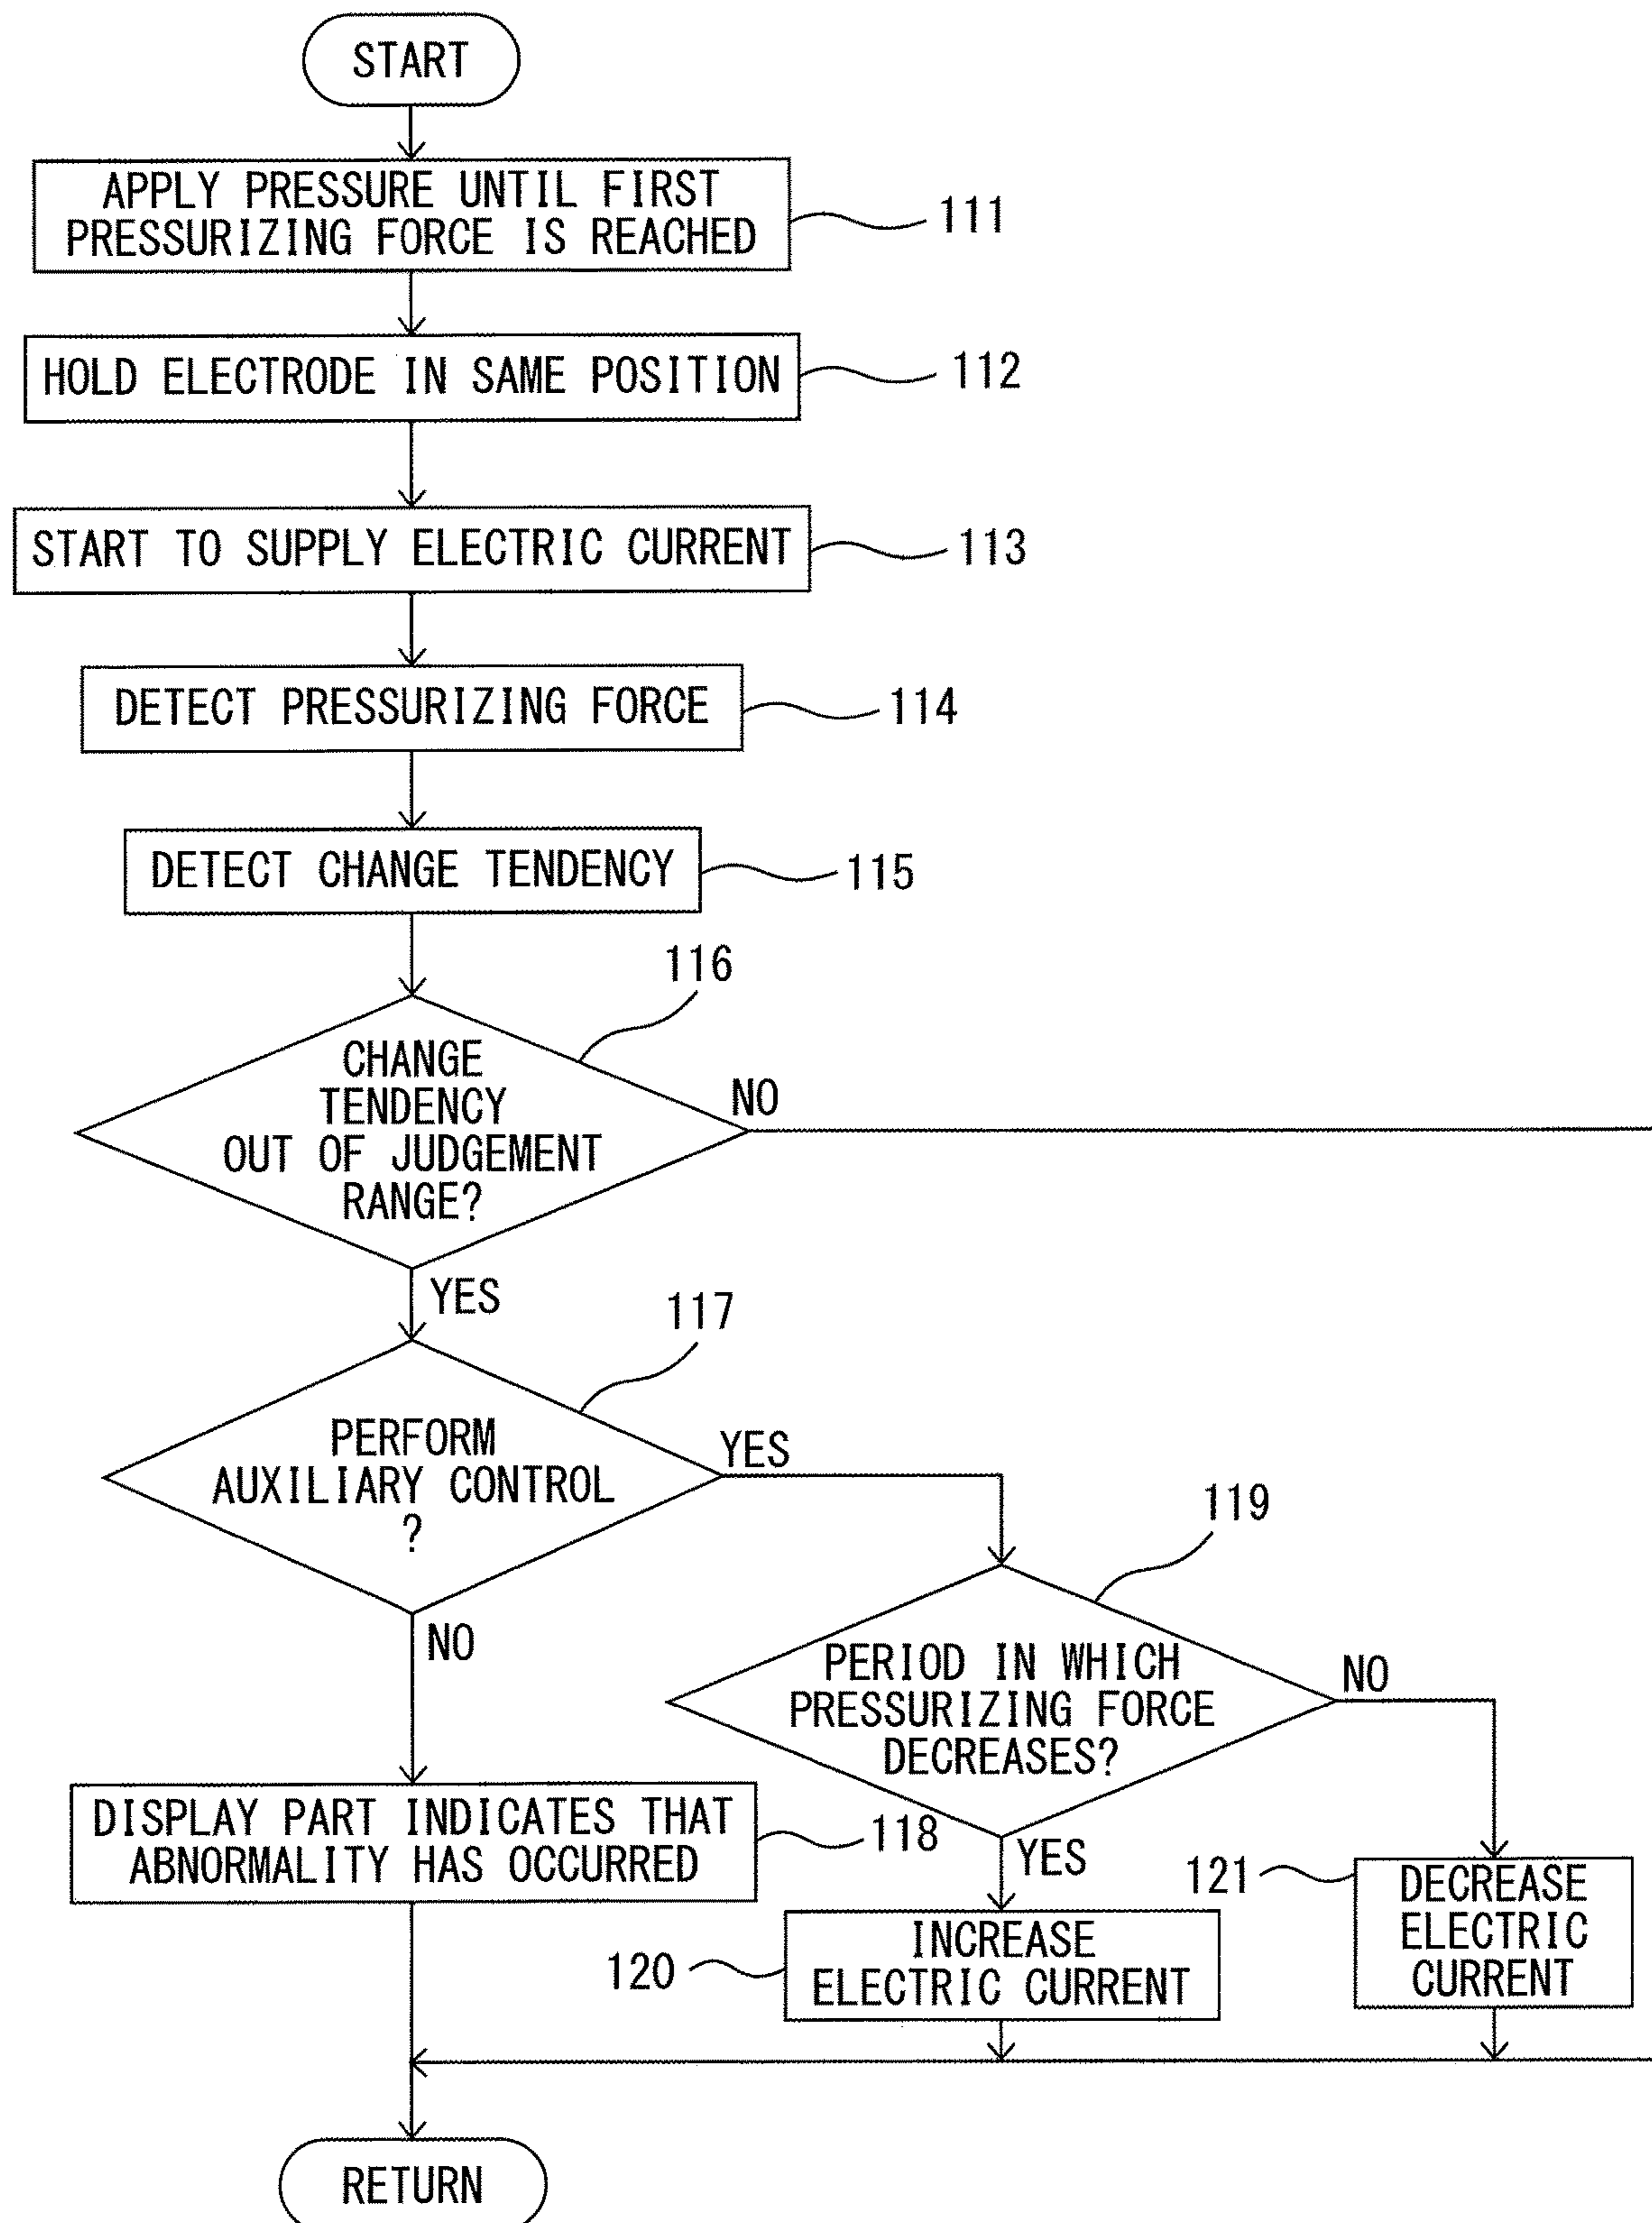 START
APPLY PRESSURE UNTIL FIRST
PRESSURIZING FORCE IS REACHED
111
HOLD ELECTRODE IN SAME POSITION
112
START TO SUPPLY ELECTRIC CURRENT
113
DETECT PRESSURIZING FORCE
114
DETECT CHANGE TENDENCY
115
116
CHANGE
TENDENCY
OUT OF JUDGEMENT
RANGE?
NO
YES
117
PERFORM
AUXILIARY CONTROL
?
YES
NO
119
PERIOD IN WHICH
PRESSURIZING FORCE
DECREASES?
NO
YES
DISPLAY PART INDICATES THAT
ABNORMALITY HAS OCCURRED
118
120
INCREASE
ELECTRIC CURRENT
121
DECREASE
ELECTRIC
CURRENT
RETURN